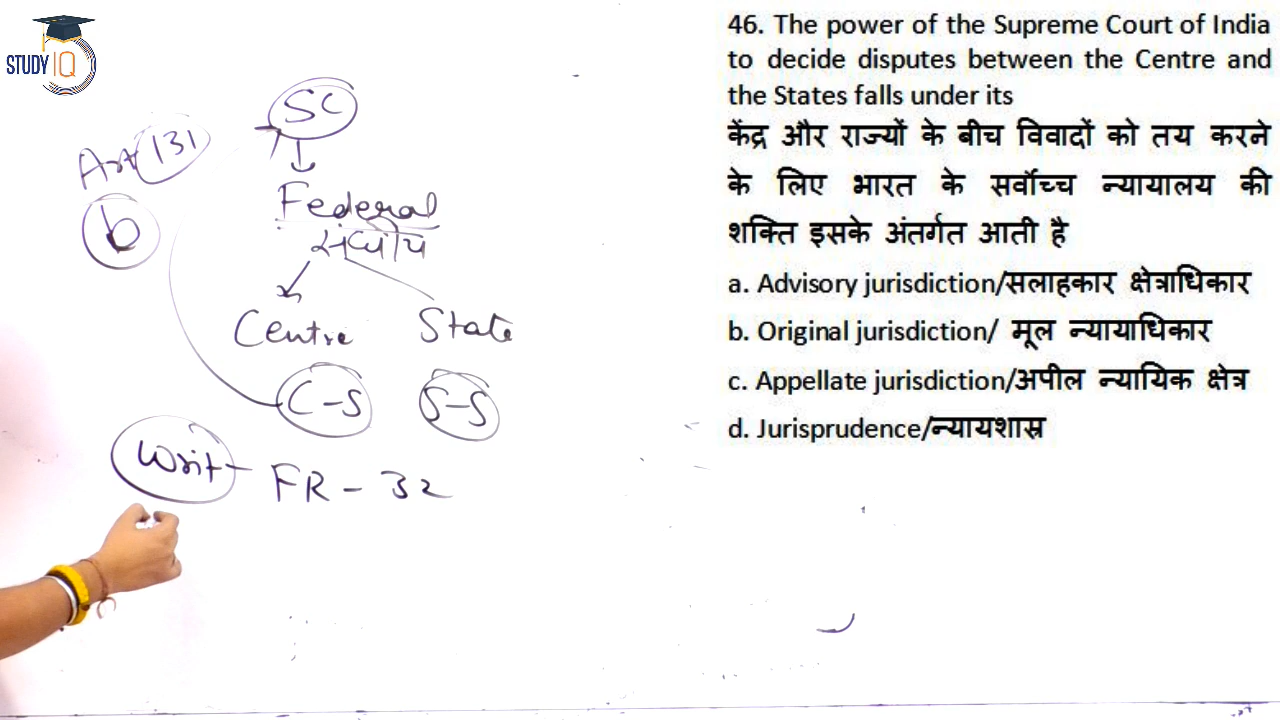 STUDY IQ
SC
Art 131
b
Federal
संघीय
Centre State
C-S S-S
Writ - FR - 32
46. The power of the Supreme Court of India
to decide disputes between the Centre and
the States falls under its
केंद्र और राज्यों के बीच विवादों को तय करने
के लिए भारत के सर्वोच्च न्यायालय की
शक्ति इसके अंतर्गत आती है
a. Advisory jurisdiction/सलाहकार क्षेत्राधिकार
b. Original jurisdiction/ मूल न्यायाधिकार
c. Appellate jurisdiction/अपील न्यायिक क्षेत्र
d. Jurisprudence/न्यायशास्र